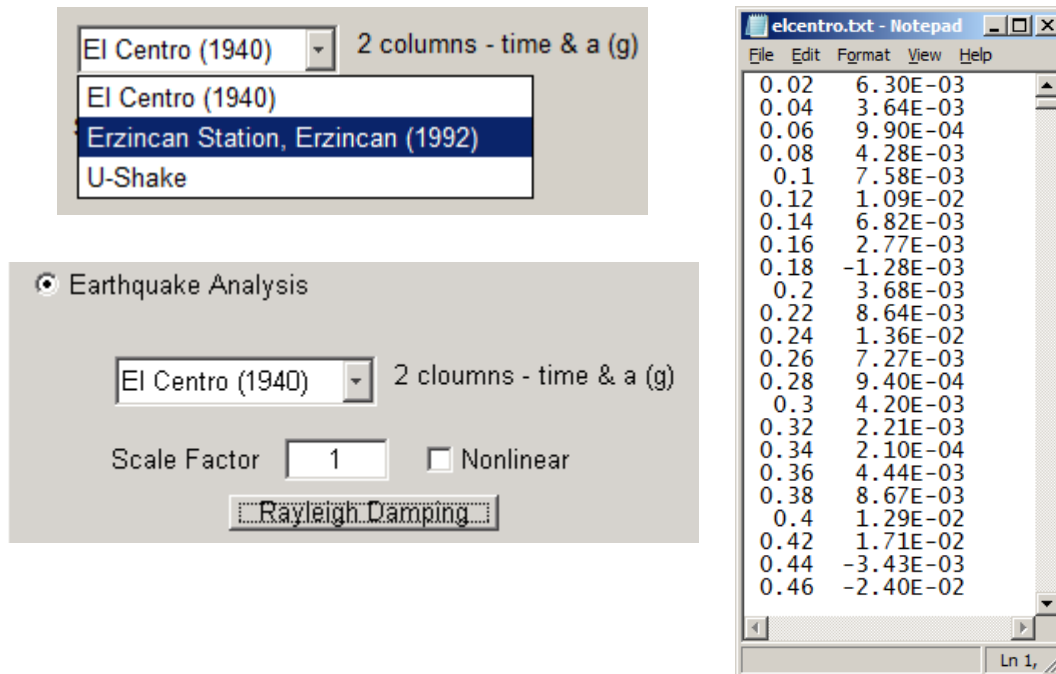 El Centro (1940) 2 columns - time & a (g)
El Centro (1940)
Erzincan Station, Erzincan (1992)
U-Shake
Earthquake Analysis
El Centro (1940) 2 cloumns - time & a (g)
Scale Factor 1 Nonlinear
Rayleigh Damping
elcentro.txt - Notepad
File Edit Format View Help
0.02 6.30E-03
0.04 3.64E-03
0.06 9.90E-04
0.08 4.28E-03
0.1 7.58E-03
0.12 1.09E-02
0.14 6.82E-03
0.16 2.77E-03
0.18 -1.28E-03
0.2 3.68E-03
0.22 8.64E-03
0.24 1.36E-02
0.26 7.27E-03
0.28 9.40E-04
0.3 4.20E-03
0.32 2.21E-03
0.34 2.10E-04
0.36 4.44E-03
0.38 8.67E-03
0.4 1.29E-02
0.42 1.71E-02
0.44 -3.43E-03
0.46 -2.40E-02
Ln 1,